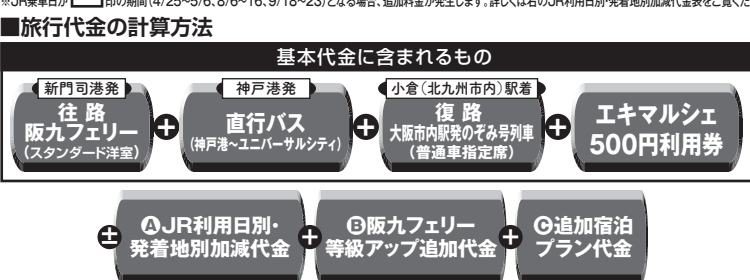 ※JR乗車日が　　印の期間(4/25~5/6、8/6~16、9/18~23)となる場合、追加料金が発生します。詳しくは右のJR利用日別・発着地別加減代金表をご覧くだ
■旅行代金の計算方法
基本代金に含まれるもの
新門司港発
往路
阪九フェリー
(スタンダード洋室)
+
神戸港発
直行バス
(神戸港~ユニバーサルシティ)
+
小倉(北九州市内)駅着
復路
大阪市内駅発のぞみ号列車
(普通車指定席)
+
エキマルシェ
500円利用券
±
ⒶJR利用日別・
発着地別加減代金
+
Ⓑ阪九フェリー
等級アップ追加代金
+
Ⓒ追加宿泊
プラン代金